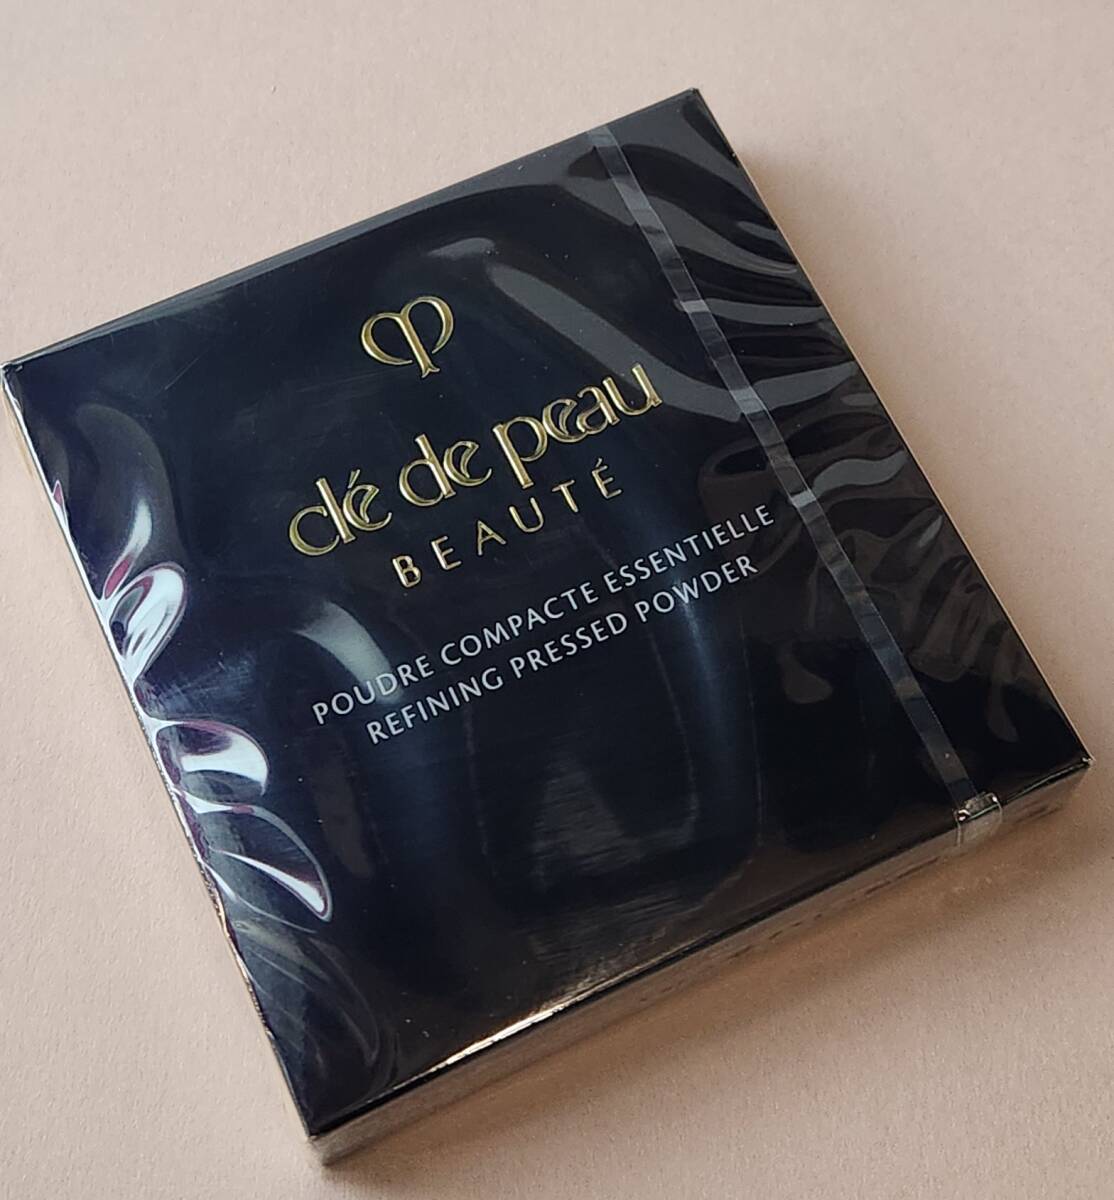 clé de peau
BEAUTÉ
POUDRE COMPACTE ESSENTIELLE
REFINING PRESSED POWDER